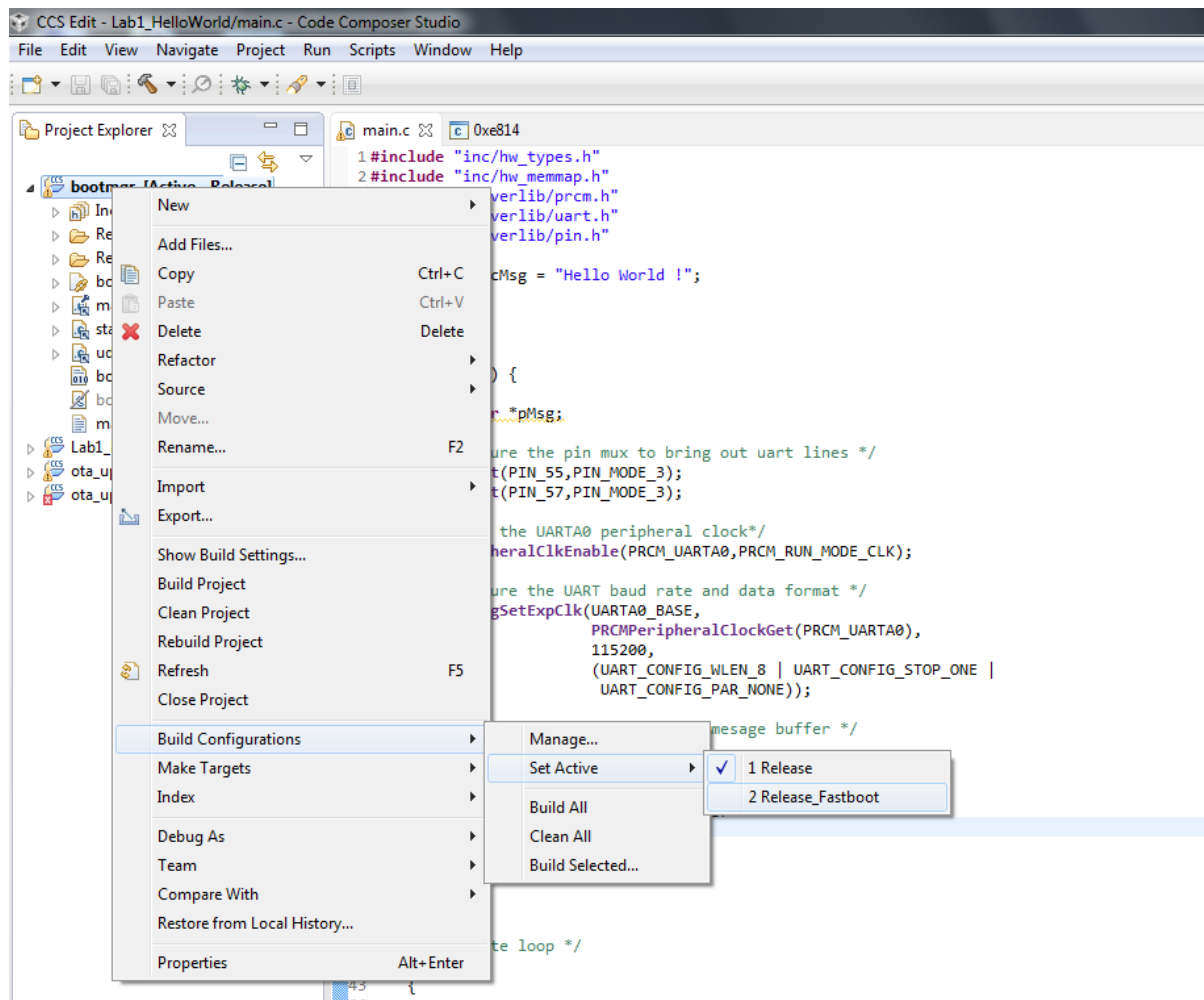 CCS Edit - Lab1_HelloWorld/main.c - Code Composer Studio
File Edit View Navigate Project Run Scripts Window Help
Project Explorer
main.c
0xe814
bootmgr [Active - Release]
Lab1_
ota_u
ota_u
New
Add Files...
Copy Ctrl+C
Paste Ctrl+V
Delete Delete
Refactor
Source
Move...
Rename... F2
Import
Export...
Show Build Settings...
Build Project
Clean Project
Rebuild Project
Refresh F5
Close Project
Build Configurations
Make Targets
Index
Debug As
Team
Compare With
Restore from Local History...
Properties Alt+Enter
Manage...
Set Active
Build All
Clean All
Build Selected...
1 Release
2 Release_Fastboot
1 #include "inc/hw_types.h"
2 #include "inc/hw_memmap.h"
verlib/prcm.h"
verlib/uart.h"
verlib/pin.h"
cMsg = "Hello World !";
) {
r *pMsg;
ure the pin mux to bring out uart lines */
t(PIN_55,PIN_MODE_3);
t(PIN_57,PIN_MODE_3);
the UARTA0 peripheral clock*/
heralClkEnable(PRCM_UARTA0,PRCM_RUN_MODE_CLK);
ure the UART baud rate and data format */
gSetExpClk(UARTA0_BASE,
PRCMPeripheralClockGet(PRCM_UARTA0),
115200,
(UART_CONFIG_WLEN_8 | UART_CONFIG_STOP_ONE |
UART_CONFIG_PAR_NONE));
mesage buffer */
te loop */
43 {